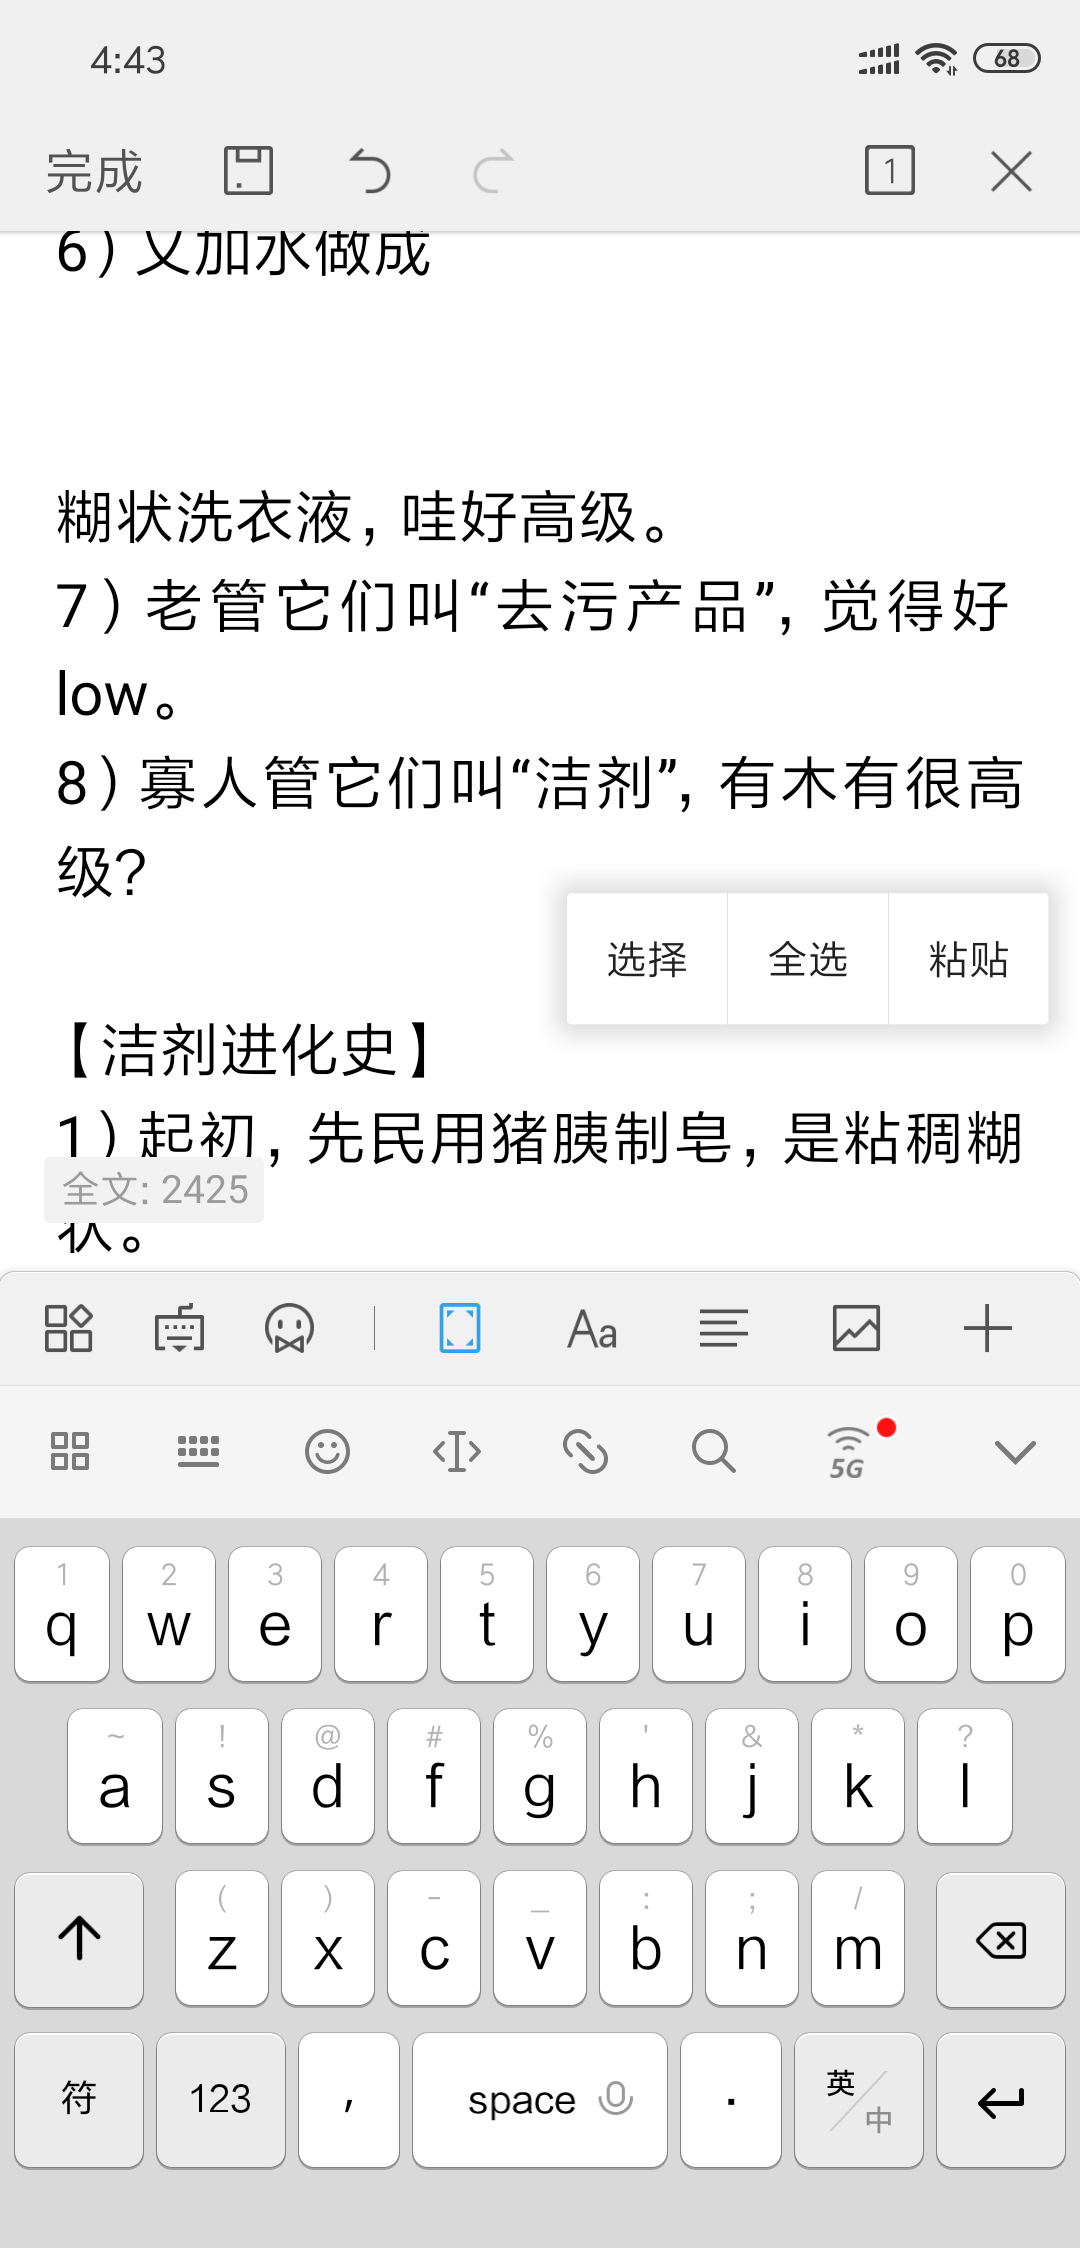 4:43
68
完成
1
6）又加水做成
糊状洗衣液，哇好高级。
7）老管它们叫“去污产品”，觉得好
low。
8）寡人管它们叫“洁剂”，有木有很高
级？
选择 全选 粘贴
【洁剂进化史】
1）起初，先民用猪胰制皂，是粘稠糊
全文: 2425
状。
Aa
5G
1 2 3 4 5 6 7 8 9 0
q w e r t y u i o p
~ ! @ # % ' & * ?
a s d f g h j k l
( ) - _ : ; /
z x c v b n m
符 123 , space . 英/中